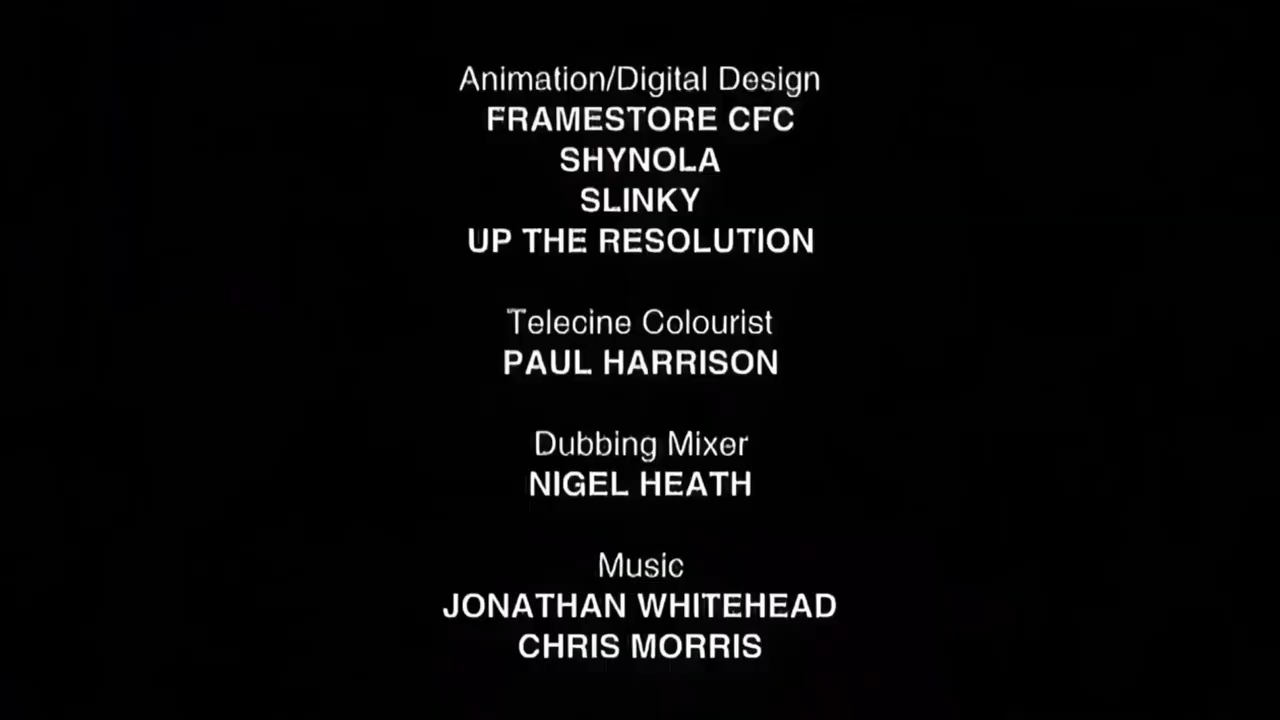 Animation/Digital Design
FRAMESTORE CFC
SHYNOLA
SLINKY
UP THE RESOLUTION
Telecine Colourist
PAUL HARRISON
Dubbing Mixer
NIGEL HEATH
Music
JONATHAN WHITEHEAD
CHRIS MORRIS